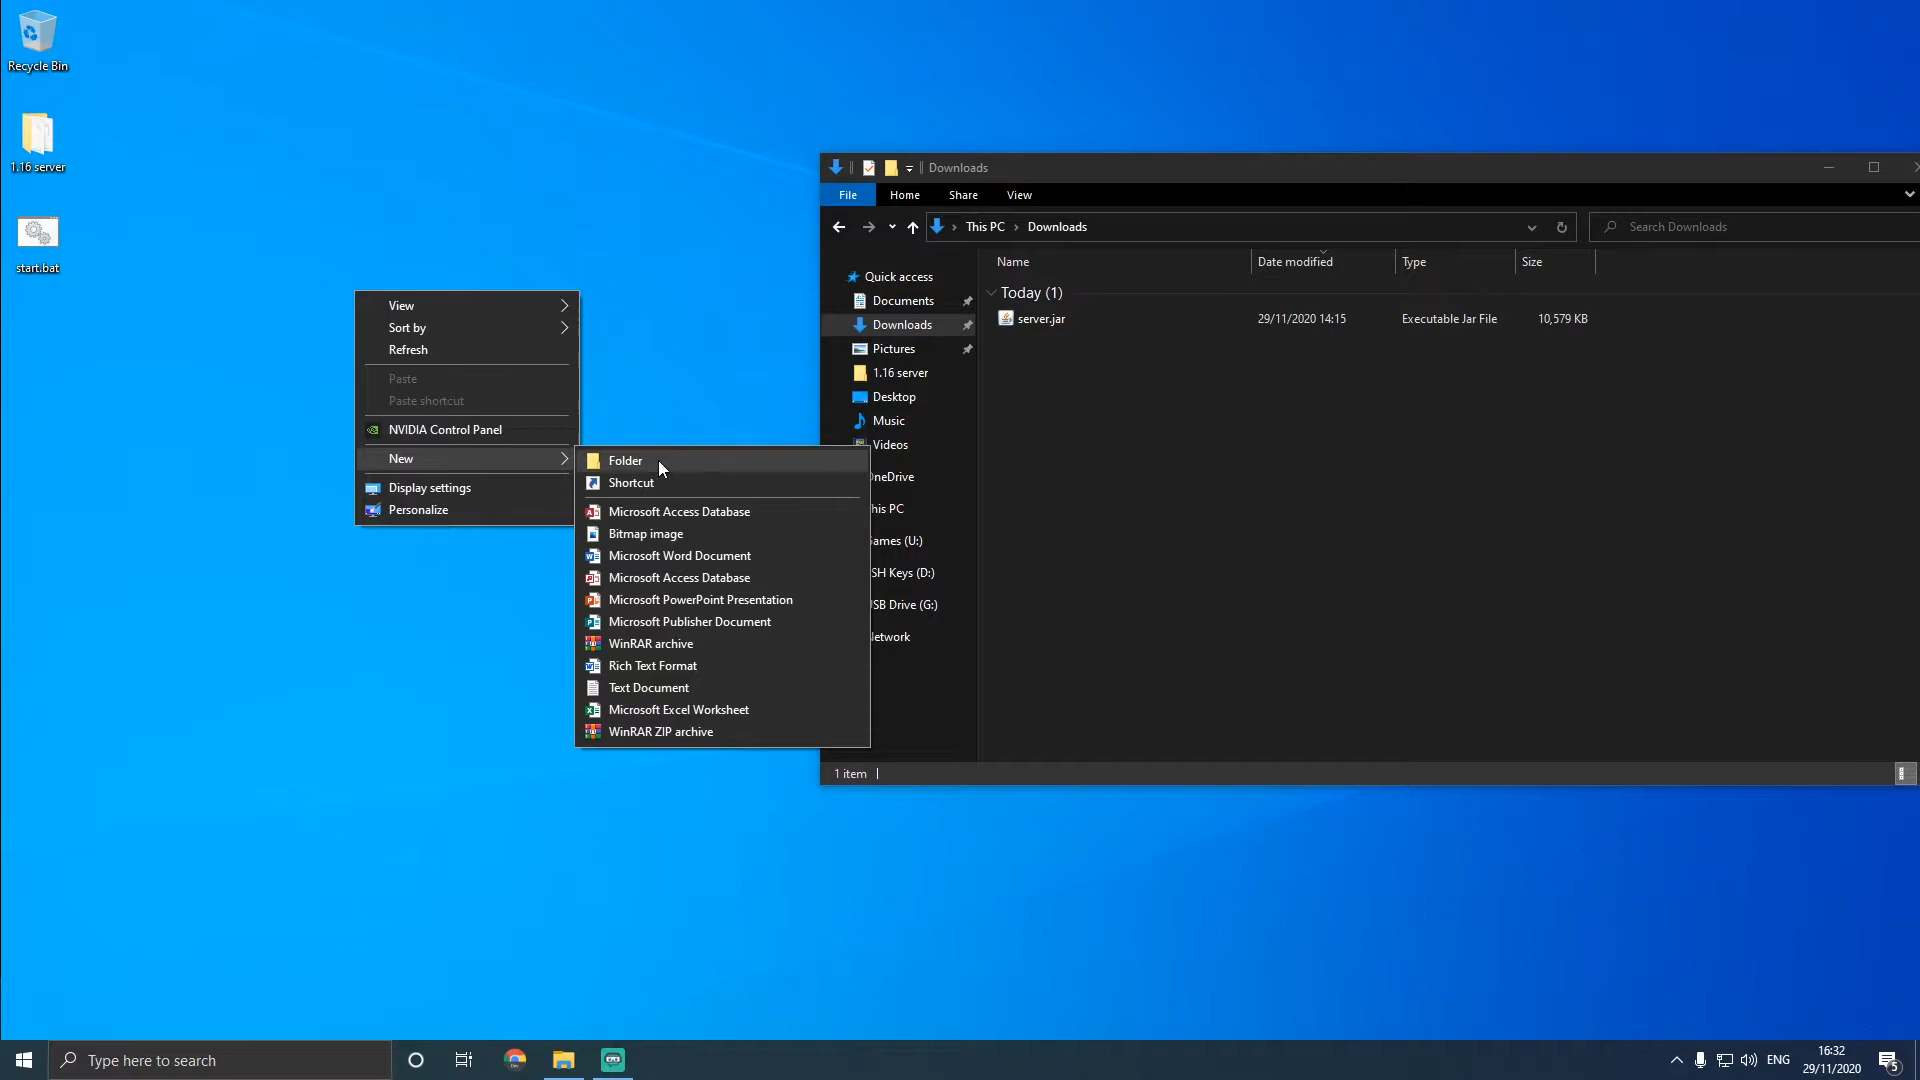 Recycle Bin
1.16 server
start.bat
View
Sort by
Refresh
Paste
Paste shortcut
NVIDIA Control Panel
New
Display settings
Personalize
Folder
Shortcut
Microsoft Access Database
Bitmap image
Microsoft Word Document
Microsoft Access Database
Microsoft PowerPoint Presentation
Microsoft Publisher Document
WinRAR archive
Rich Text Format
Text Document
Microsoft Excel Worksheet
WinRAR ZIP archive
Downloads
File Home Share View
This PC Downloads
Search Downloads
Name Date modified Type Size
Quick access
Documents
Downloads
Pictures
1.16 server
Desktop
Music
Videos
OneDrive
his PC
ames (U:)
SH Keys (D:)
SB Drive (G:)
etwork
Today (1)
server.jar 29/11/2020 14:15 Executable Jar File 10,579 KB
1 item
Type here to search
Dev
ENG
16:32
29/11/2020
5